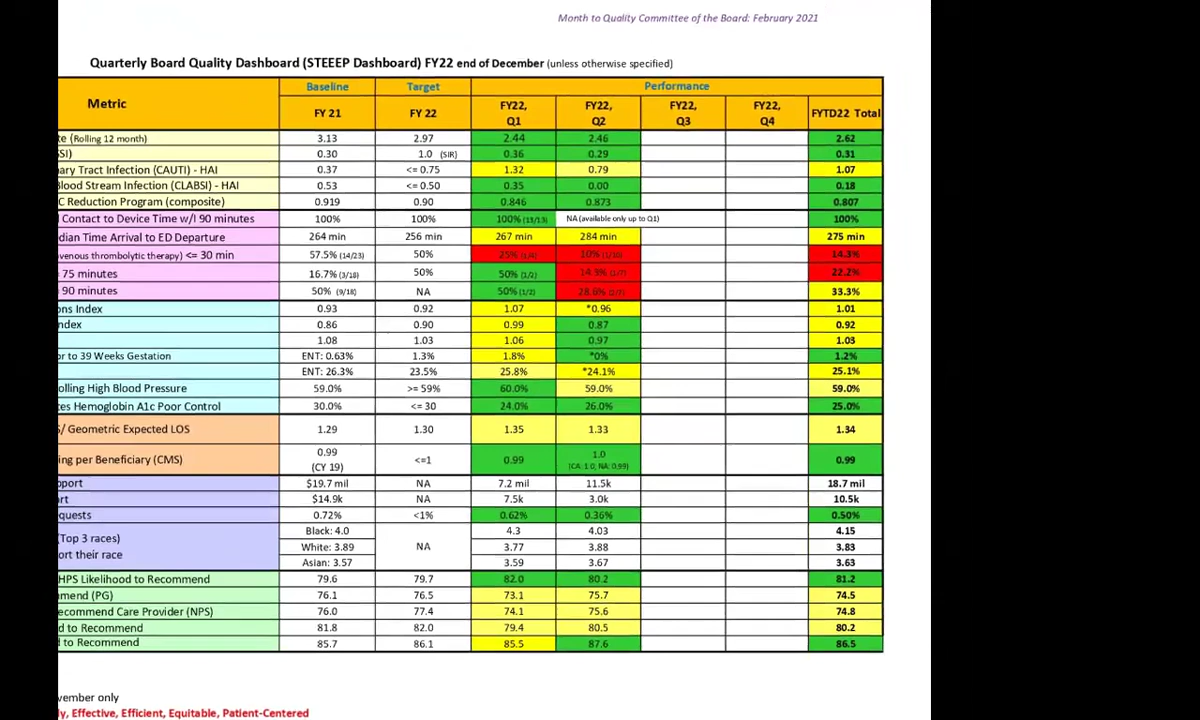 Month to Quality Committee of the Board: February 2021
Quarterly Board Quality Dashboard (STEEEP Dashboard) FY22 end of December (unless otherwise specified)
Metric Baseline Target Performance
FY 21 FY 22 FY22, Q1 FY22, Q2 FY22, Q3 FY22, Q4 FYTD22 Total
te (Rolling 12 month) 3.13 2.97 2.44 2.46 2.62
SI) 0.30 1.0 (SIR) 0.36 0.29 0.31
ary Tract Infection (CAUTI) - HAI 0.37 <= 0.75 1.32 0.79 1.07
Blood Stream Infection (CLABSI) - HAI 0.53 <= 0.50 0.35 0.00 0.18
C Reduction Program (composite) 0.919 0.90 0.846 0.873 0.807
l Contact to Device Time w/I 90 minutes 100% 100% 100% (13/13) NA (available only up to Q1) 100%
dian Time Arrival to ED Departure 264 min 256 min 267 min 284 min 275 min
venous thrombolytic therapy) <= 30 min 57.5% (14/23) 50% 25% (1/4) 10% (1/10) 14.3%
75 minutes 16.7% (3/18) 50% 50% (1/2) 14.3% (1/7) 22.2%
90 minutes 50% (9/18) NA 50% (1/2) 28.6% (2/7) 33.3%
ons Index 0.93 0.92 1.07 *0.96 1.01
ndex 0.86 0.90 0.99 0.87 0.92
1.08 1.03 1.06 0.97 1.03
or to 39 Weeks Gestation ENT: 0.63% 1.3% 1.8% *0% 1.2%
ENT: 26.3% 23.5% 25.8% *24.1% 25.1%
olling High Blood Pressure 59.0% >= 59% 60.0% 59.0% 59.0%
tes Hemoglobin A1c Poor Control 30.0% <= 30 24.0% 26.0% 25.0%
S/ Geometric Expected LOS 1.29 1.30 1.35 1.33 1.34
ing per Beneficiary (CMS) 0.99 (CY 19) <=1 0.99 1.0 (CA: 1.0, NA: 0.99) 0.99
pport $19.7 mil NA 7.2 mil 11.5k 18.7 mil
rt $14.9k NA 7.5k 3.0k 10.5k
quests 0.72% <1% 0.62% 0.36% 0.50%
(Top 3 races) Black: 4.0 NA 4.3 4.03 4.15
ort their race White: 3.89 3.77 3.88 3.83
Asian: 3.57 3.59 3.67 3.63
HPS Likelihood to Recommend 79.6 79.7 82.0 80.2 81.2
mend (PG) 76.1 76.5 73.1 75.7 74.5
ecommend Care Provider (NPS) 76.0 77.4 74.1 75.6 74.8
d to Recommend 81.8 82.0 79.4 80.5 80.2
d to Recommend 85.7 86.1 85.5 87.6 86.5
vember only
ly, Effective, Efficient, Equitable, Patient-Centered